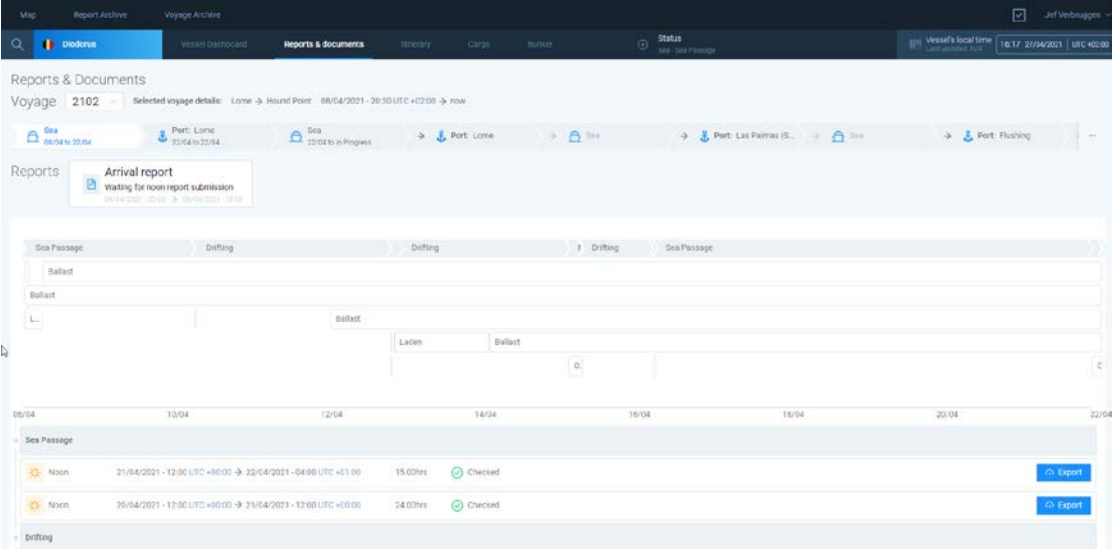 Map Report Archive Voyage Archive Jef Verbruggen
Diodorus Vessel Dashboard Reports & documents Itinerary Cargo Bunker Status Vessel's local time 16:17 27/04/2021 UTC +02:00
Sea - Sea Passage Last updated: N/A
Reports & Documents
Voyage 2102 Selected voyage details: Lome → Hound Point 08/04/2021 - 20:30 UTC +02:00 → now
Sea Port: Lome Sea → Port: Lome → Sea → Port: Las Palmas (S... → Sea → Port: Flushing ...
08/04 to 22/04 22/04 to 22/04 22/04 to In Progress
Reports Arrival report
Waiting for noon report submission
Sea Passage Drifting Drifting Drifting Sea Passage
Ballast
Ballast
L... Ballast
Laden Ballast
08/04 10/04 12/04 14/04 16/04 18/04 20/04 22/04
Sea Passage
Noon 21/04/2021 - 12:00 UTC +00:00 → 22/04/2021 - 04:00 UTC +01:00 15.00hrs Checked Export
Noon 20/04/2021 - 12:00 UTC +00:00 → 21/04/2021 - 12:00 UTC +00:00 24.00hrs Checked Export
Drifting